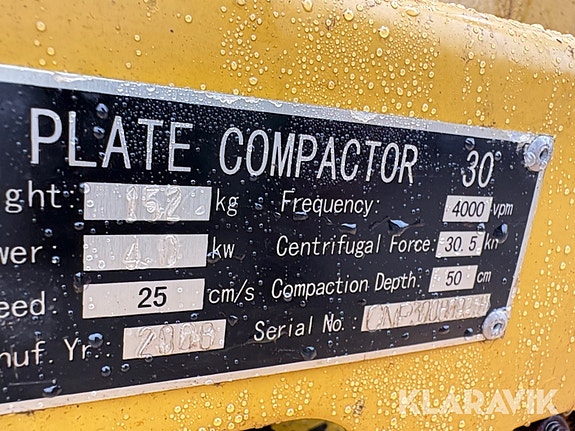 PLATE COMPACTOR 30
ght 162 kg Frequency: 4000 vpm
wer 4.0 kw Centrifugal Force: 30.5 kn
eed 25 cm/s Compaction Depth: 50 cm
nuf. Yr. Serial No.:
KLARAVIK